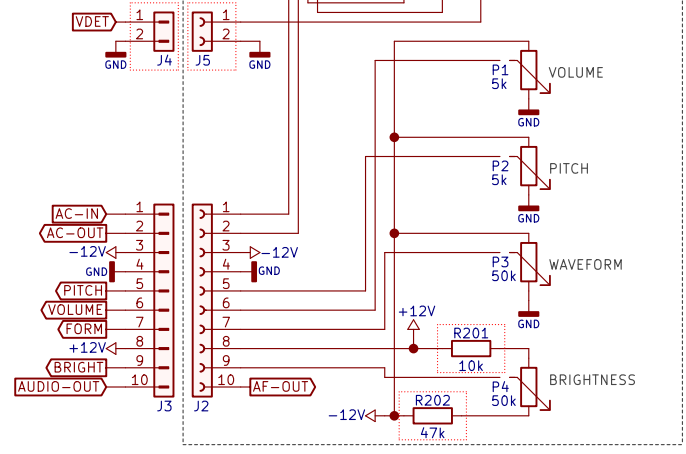 VDET 1 1
2 2
GND J4 J5 GND
P1
5k
VOLUME
GND
P2
5k
PITCH
GND
AC-IN 1 1
AC-OUT 2 2
-12V 3 3 -12V
GND 4 4 GND
PITCH 5 5
VOLUME 6 6
FORM 7 7
+12V 8 8
BRIGHT 9 9
AUDIO-OUT 10 10 AF-OUT
J3 J2
P3
50k
WAVEFORM
GND
+12V
R201
10k
P4
50k
BRIGHTNESS
-12V
R202
47k